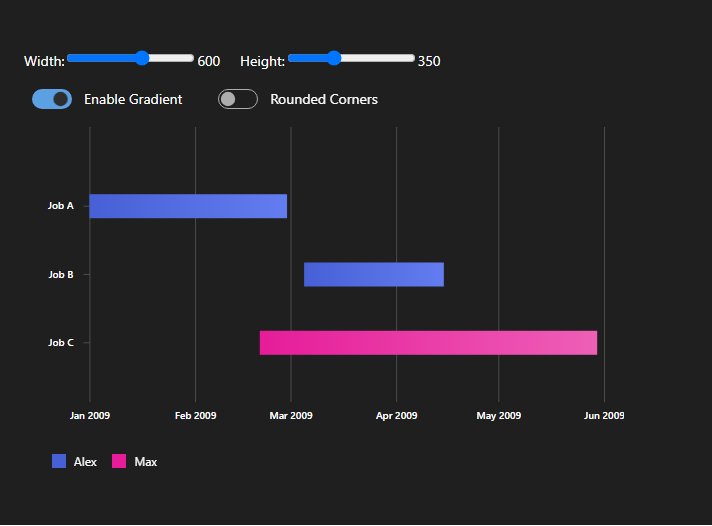 Width: 600 Height: 350
Enable Gradient Rounded Corners
Job A
Job B
Job C
Jan 2009 Feb 2009 Mar 2009 Apr 2009 May 2009 Jun 2009
Alex Max